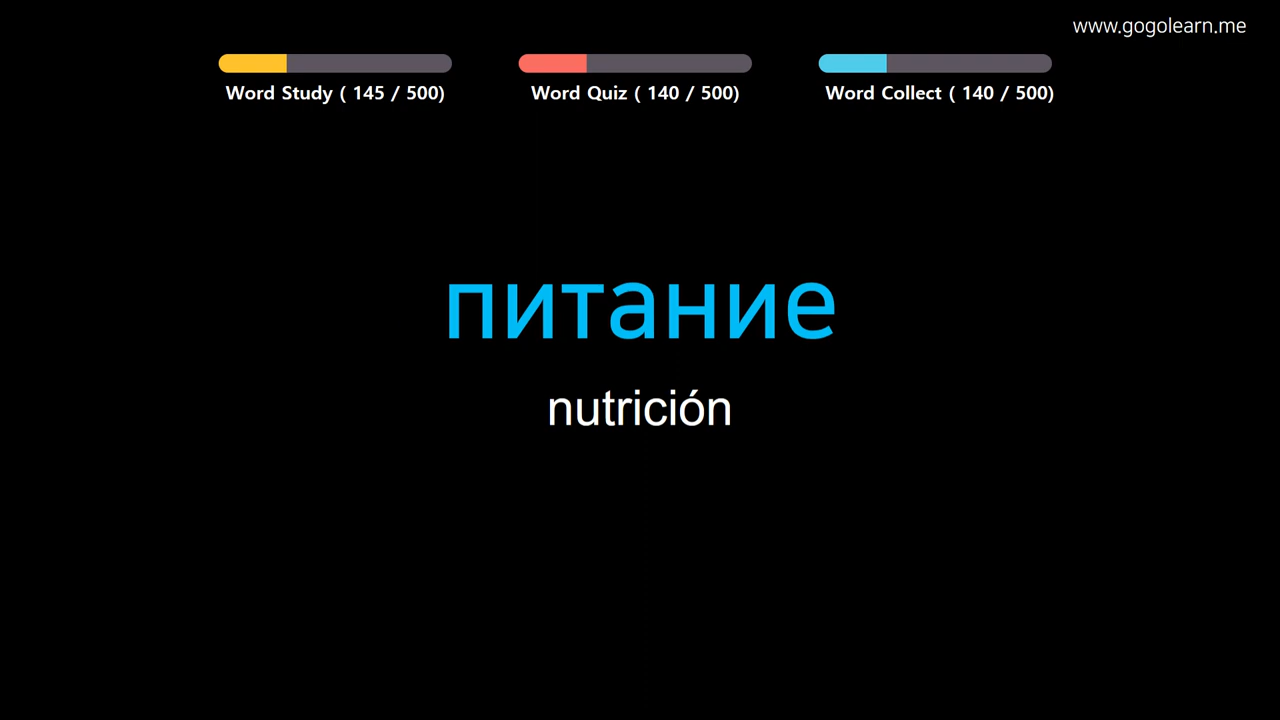 www.gogolearn.me
Word Study ( 145 / 500)
Word Quiz ( 140 / 500)
Word Collect ( 140 / 500)
питание
nutrición